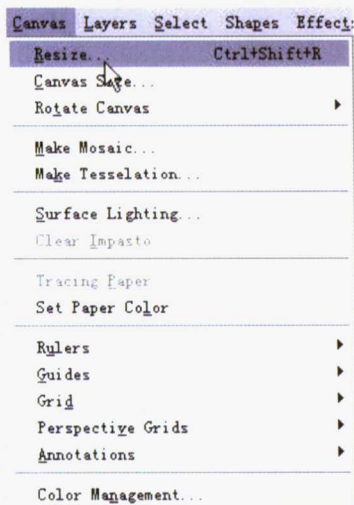 Canvas Layers Select Shapes Effect:
Resize... Ctrl+Shift+R
Canvas Size...
Rotate Canvas
Make Mosaic...
Make Tesselation...
Surface Lighting...
Clear Impasto
Tracing Paper
Set Paper Color
Rulers
Guides
Grid
Perspective Grids
Annotations
Color Management...